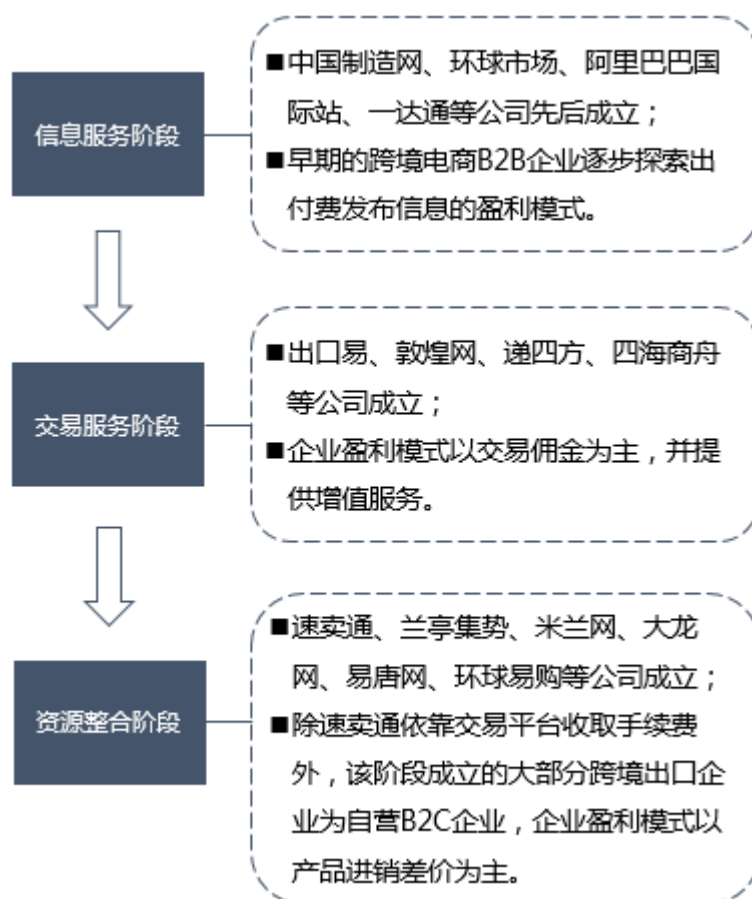 信息服务阶段
■中国制造网、环球市场、阿里巴巴国
际站、一达通等公司先后成立；
■早期的跨境电商B2B企业逐步探索出
付费发布信息的盈利模式。
交易服务阶段
■出口易、敦煌网、递四方、四海商舟
等公司成立；
■企业盈利模式以交易佣金为主，并提
供增值服务。
资源整合阶段
■速卖通、兰亭集势、米兰网、大龙
网、易唐网、环球易购等公司成立；
■除速卖通依靠交易平台收取手续费
外，该阶段成立的大部分跨境出口企
业为自营B2C企业，企业盈利模式以
产品进销差价为主。